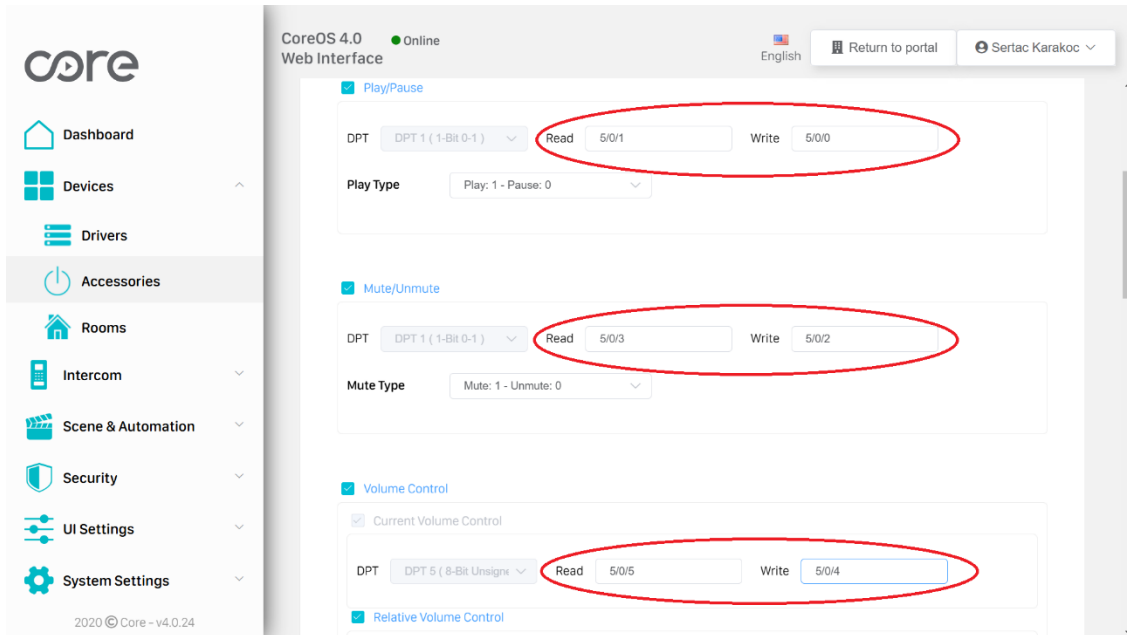 core
Dashboard
Devices
Drivers
Accessories
Rooms
Intercom
Scene & Automation
Security
UI Settings
System Settings
2020 © Core - v4.0.24
CoreOS 4.0 Online
Web Interface
English
Return to portal
Sertac Karakoc
Play/Pause
DPT DPT 1 ( 1-Bit 0-1 ) Read 5/0/1 Write 5/0/0
Play Type Play: 1 - Pause: 0
Mute/Unmute
DPT DPT 1 ( 1-Bit 0-1 ) Read 5/0/3 Write 5/0/2
Mute Type Mute: 1 - Unmute: 0
Volume Control
Current Volume Control
DPT DPT 5 ( 8-Bit Unsigne Read 5/0/5 Write 5/0/4
Relative Volume Control